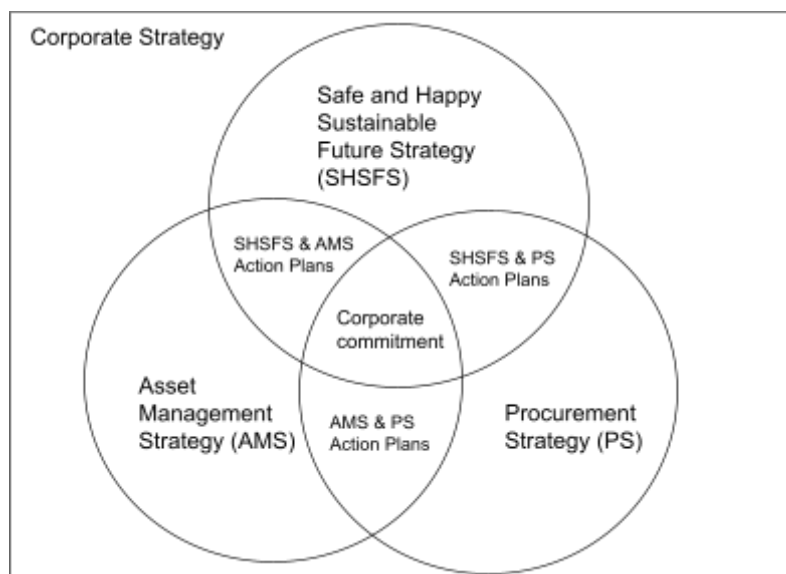 Corporate Strategy
Safe and Happy
Sustainable
Future Strategy
(SHSFS)
SHSFS & AMS
Action Plans
SHSFS & PS
Action Plans
Corporate
commitment
Asset
Management
Strategy (AMS)
AMS & PS
Action Plans
Procurement
Strategy (PS)